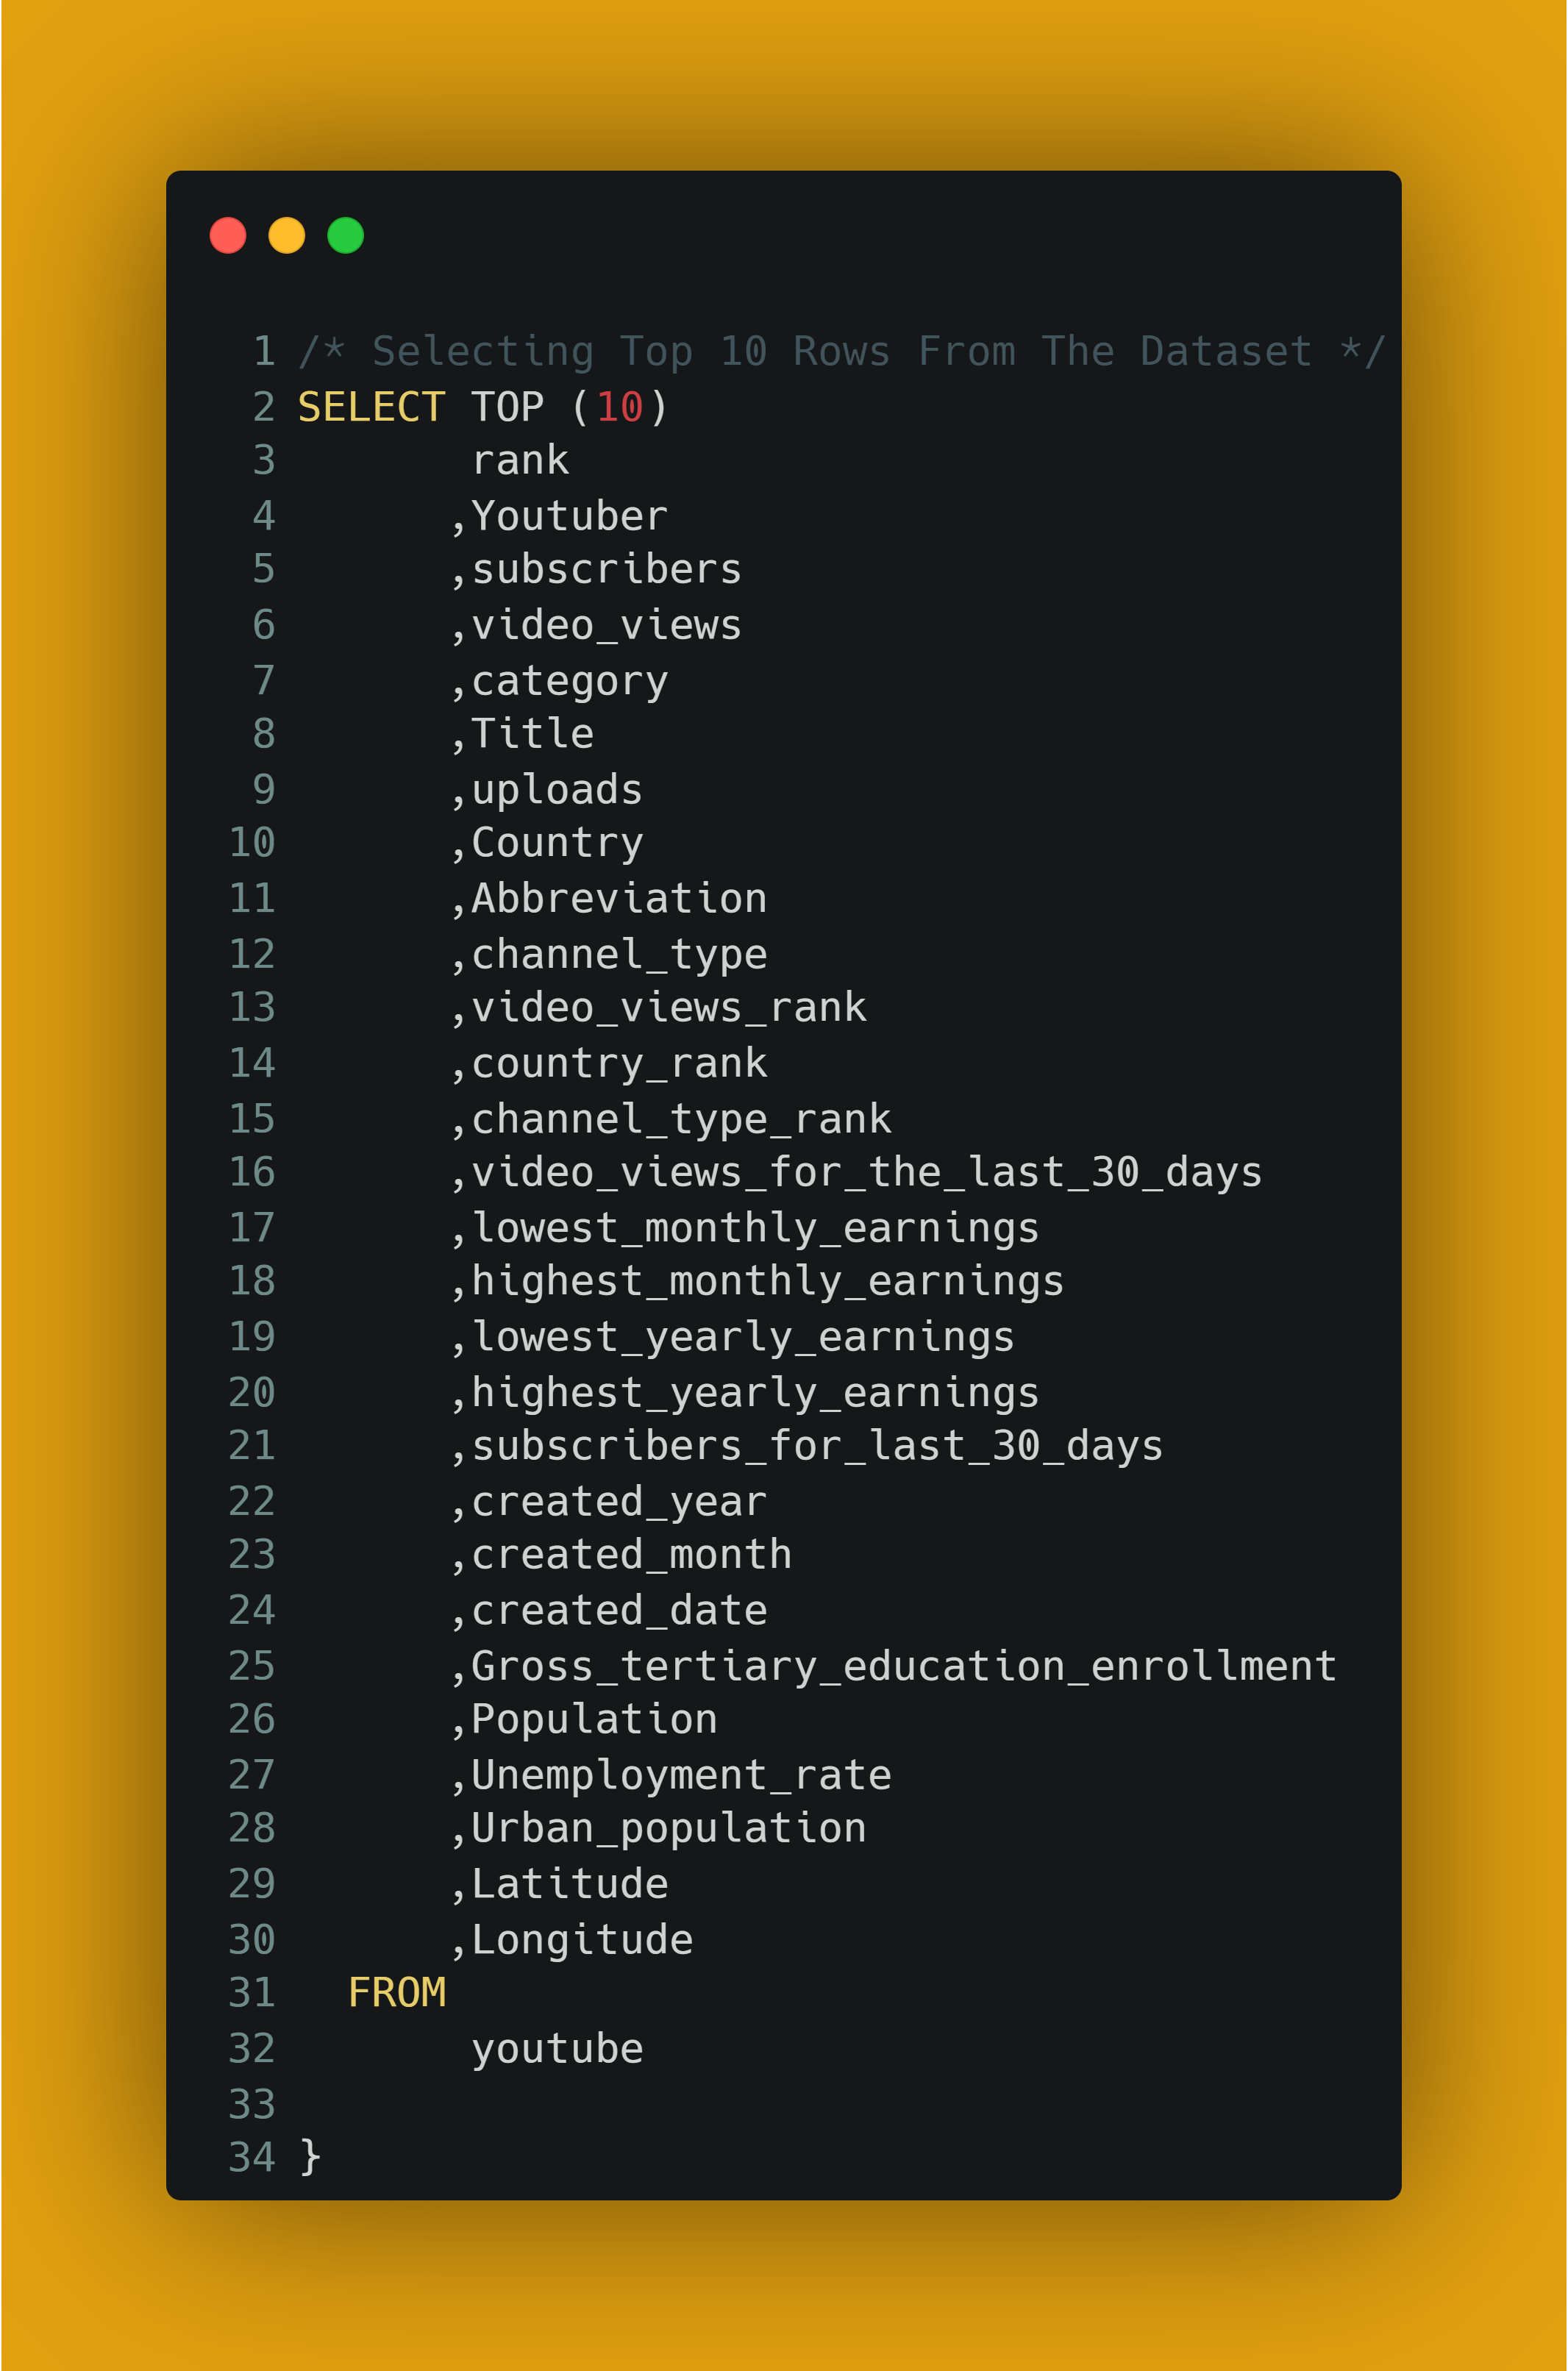 1 /* Selecting Top 10 Rows From The Dataset */
2 SELECT TOP (10)
3        rank
4       ,Youtuber
5       ,subscribers
6       ,video_views
7       ,category
8       ,Title
9       ,uploads
10       ,Country
11       ,Abbreviation
12       ,channel_type
13       ,video_views_rank
14       ,country_rank
15       ,channel_type_rank
16       ,video_views_for_the_last_30_days
17       ,lowest_monthly_earnings
18       ,highest_monthly_earnings
19       ,lowest_yearly_earnings
20       ,highest_yearly_earnings
21       ,subscribers_for_last_30_days
22       ,created_year
23       ,created_month
24       ,created_date
25       ,Gross_tertiary_education_enrollment
26       ,Population
27       ,Unemployment_rate
28       ,Urban_population
29       ,Latitude
30       ,Longitude
31   FROM
32        youtube
33
34 }